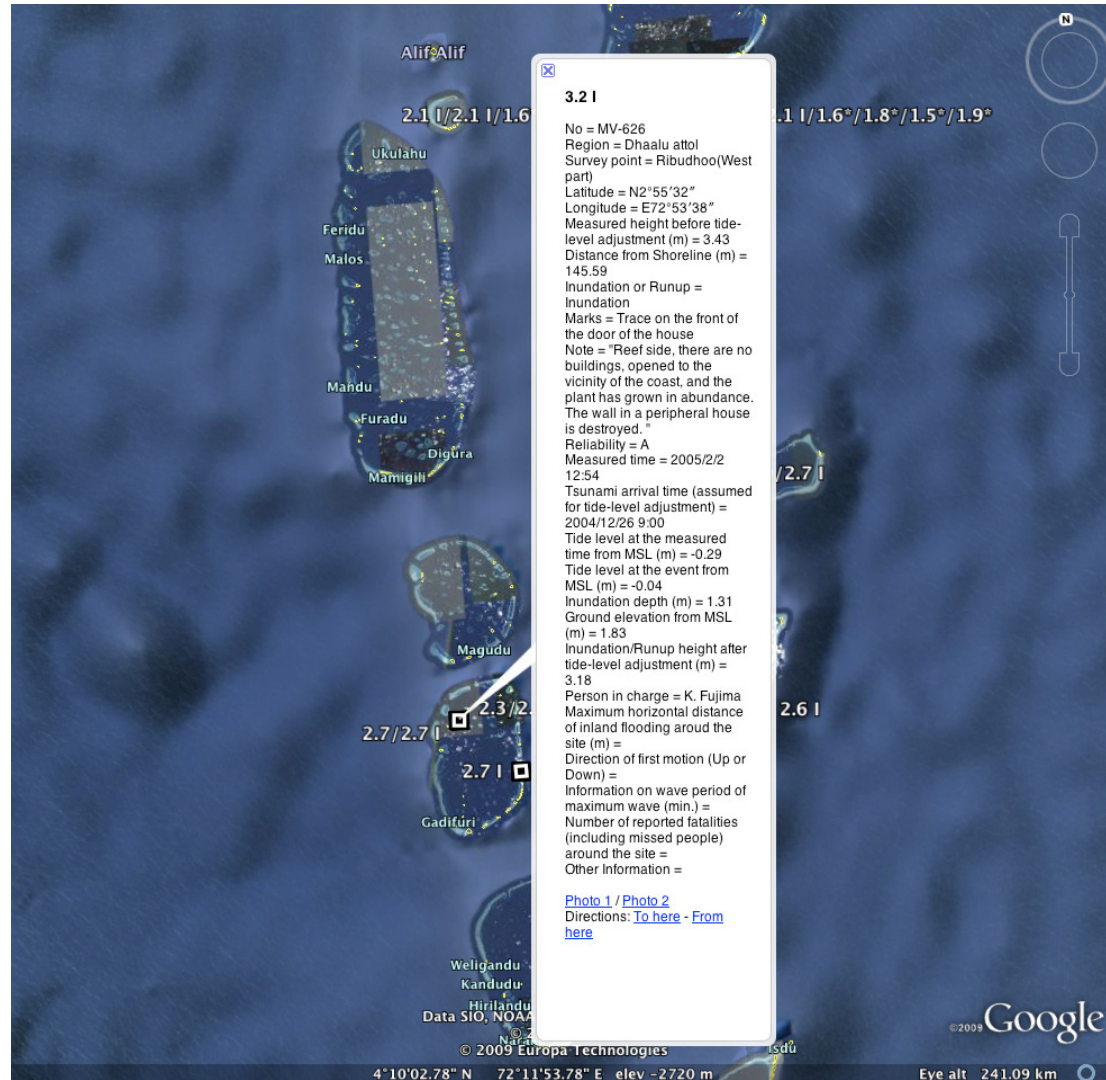 N
Alif Alif
2.1 I/2.1 I/1.6
.1 I/1.6*/1.8*/1.5*/1.9*
Ukulahu
Feridu
Malos
Mandu
Furadu
Digura
Mamigili
/2.7 I
Magudu
2.3/2.
2.7/2.7 I
2.6 I
2.7 I
Gadifuri
Weligandu
Kandudu
Hirilandu
Data SIO, NOAA
© 2
© 2009 Europa Technologies
Isdu
©2009 Google
4°10'02.78" N 72°11'53.78" E elev -2720 m Eye alt 241.09 km
3.2 I
No = MV-626
Region = Dhaalu attol
Survey point = Ribudhoo(West
part)
Latitude = N2°55′32″
Longitude = E72°53′38″
Measured height before tide-
level adjustment (m) = 3.43
Distance from Shoreline (m) =
145.59
Inundation or Runup =
Inundation
Marks = Trace on the front of
the door of the house
Note = "Reef side, there are no
buildings, opened to the
vicinity of the coast, and the
plant has grown in abundance.
The wall in a peripheral house
is destroyed. "
Reliability = A
Measured time = 2005/2/2
12:54
Tsunami arrival time (assumed
for tide-level adjustment) =
2004/12/26 9:00
Tide level at the measured
time from MSL (m) = -0.29
Tide level at the event from
MSL (m) = -0.04
Inundation depth (m) = 1.31
Ground elevation from MSL
(m) = 1.83
Inundation/Runup height after
tide-level adjustment (m) =
3.18
Person in charge = K. Fujima
Maximum horizontal distance
of inland flooding aroud the
site (m) =
Direction of first motion (Up or
Down) =
Information on wave period of
maximum wave (min.) =
Number of reported fatalities
(including missed people)
around the site =
Other Information =
Photo 1 / Photo 2
Directions: To here - From
here